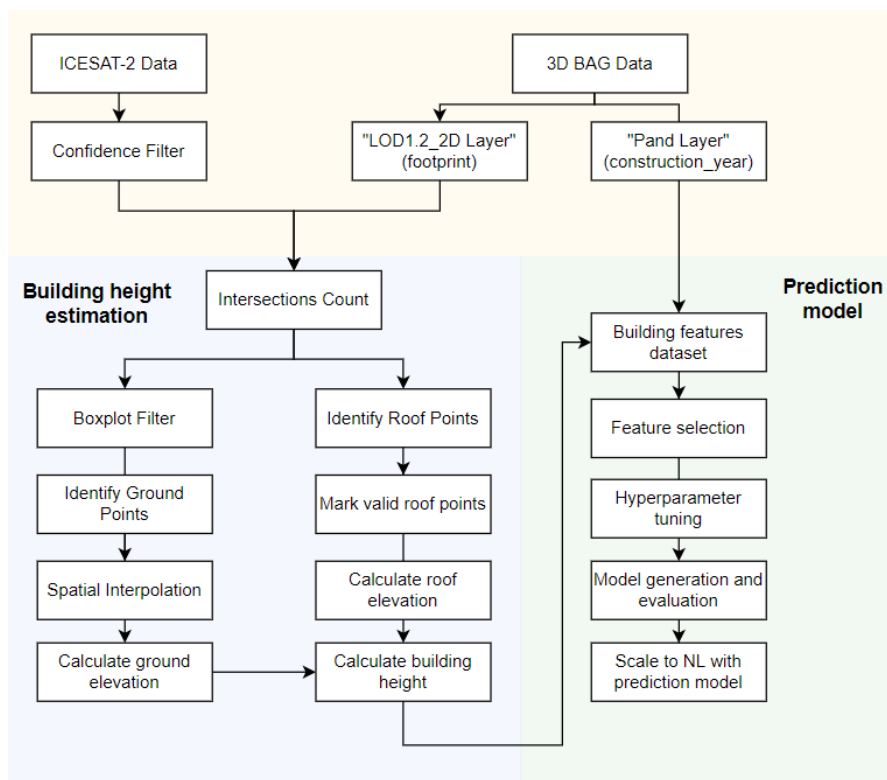 ICESAT-2 Data
3D BAG Data
Confidence Filter
"LOD1.2_2D Layer"
(footprint)
"Pand Layer"
(construction_year)
Building height
estimation
Intersections Count
Prediction
model
Building features
dataset
Boxplot Filter
Identify Roof Points
Feature selection
Identify Ground
Points
Mark valid roof points
Hyperparameter
tuning
Spatial Interpolation
Calculate roof
elevation
Model generation and
evaluation
Calculate ground
elevation
Calculate building
height
Scale to NL with
prediction model